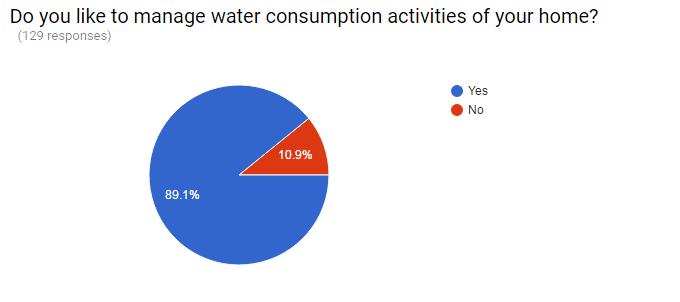 Do you like to manage water consumption activities of your home?
(129 responses)
Yes
No
10.9%
89.1%